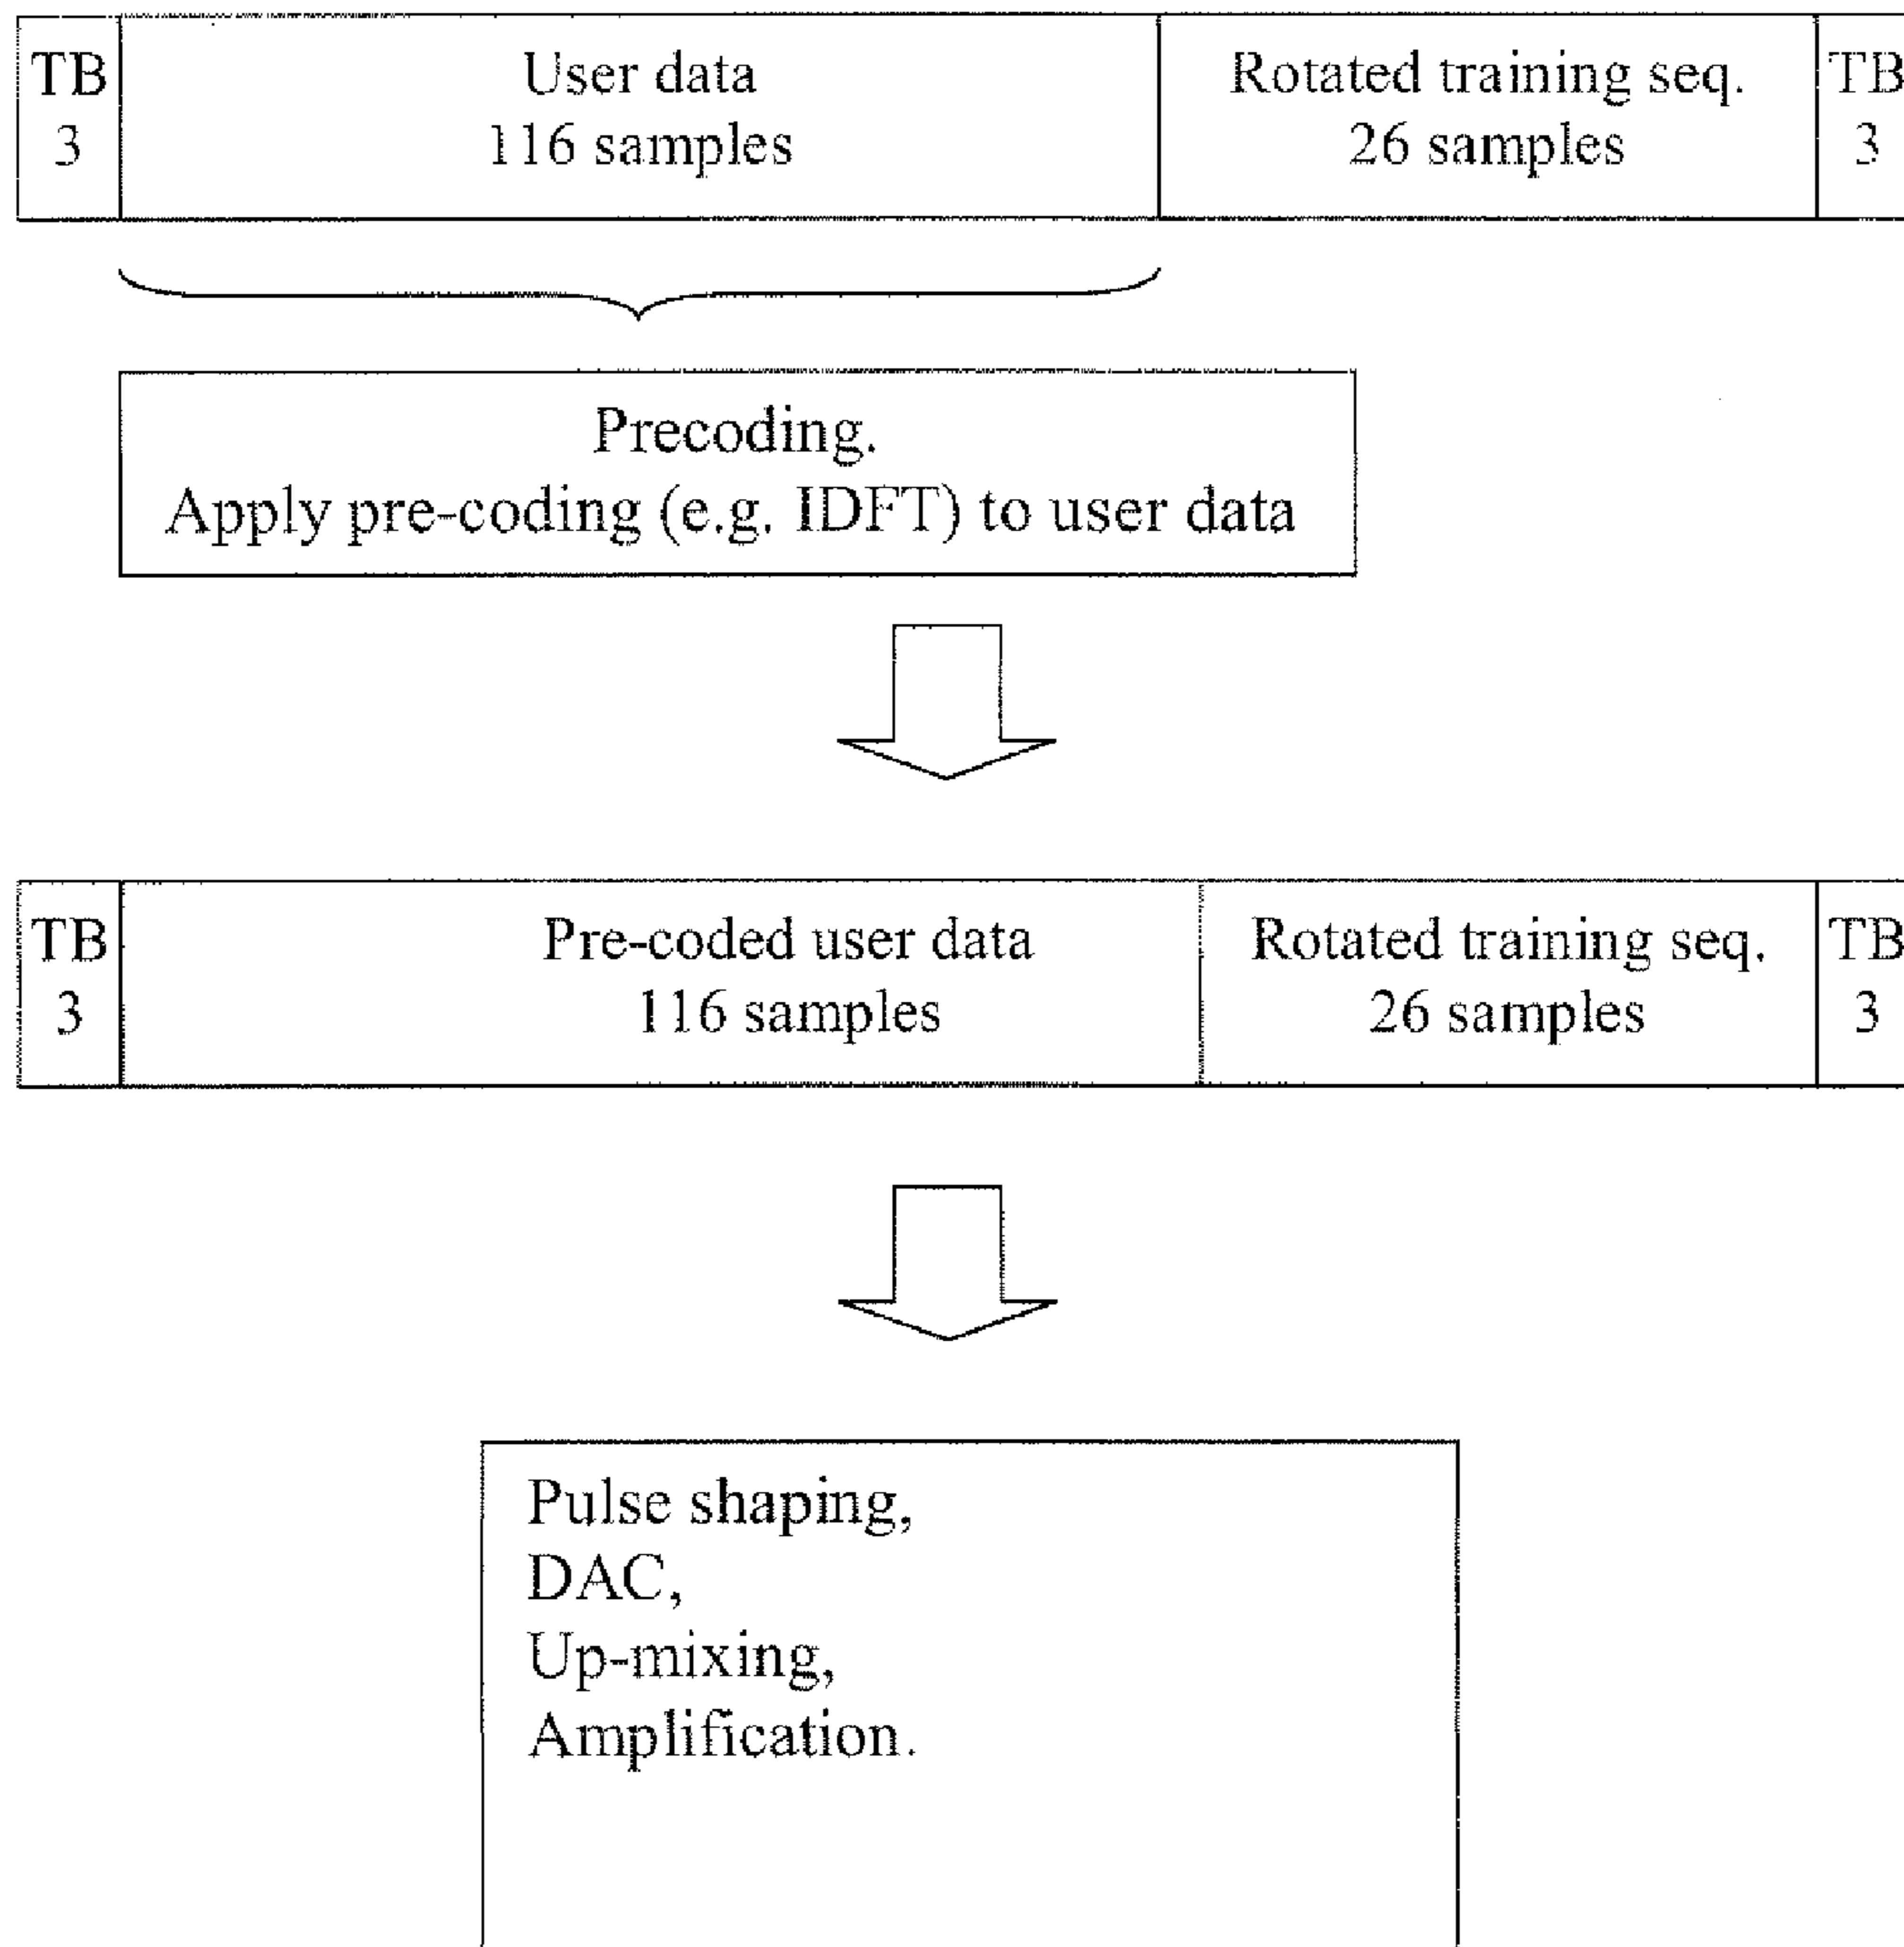 TB
3
User data
116 samples
Rotated training seq.
26 samples
TB
3
Precoding.
Apply pre-coding (e.g. IDFT) to user data
TB
3
Pre-coded user data
116 samples
Rotated training seq.
26 samples
TB
3
Pulse shaping,
DAC,
Up-mixing,
Amplification.